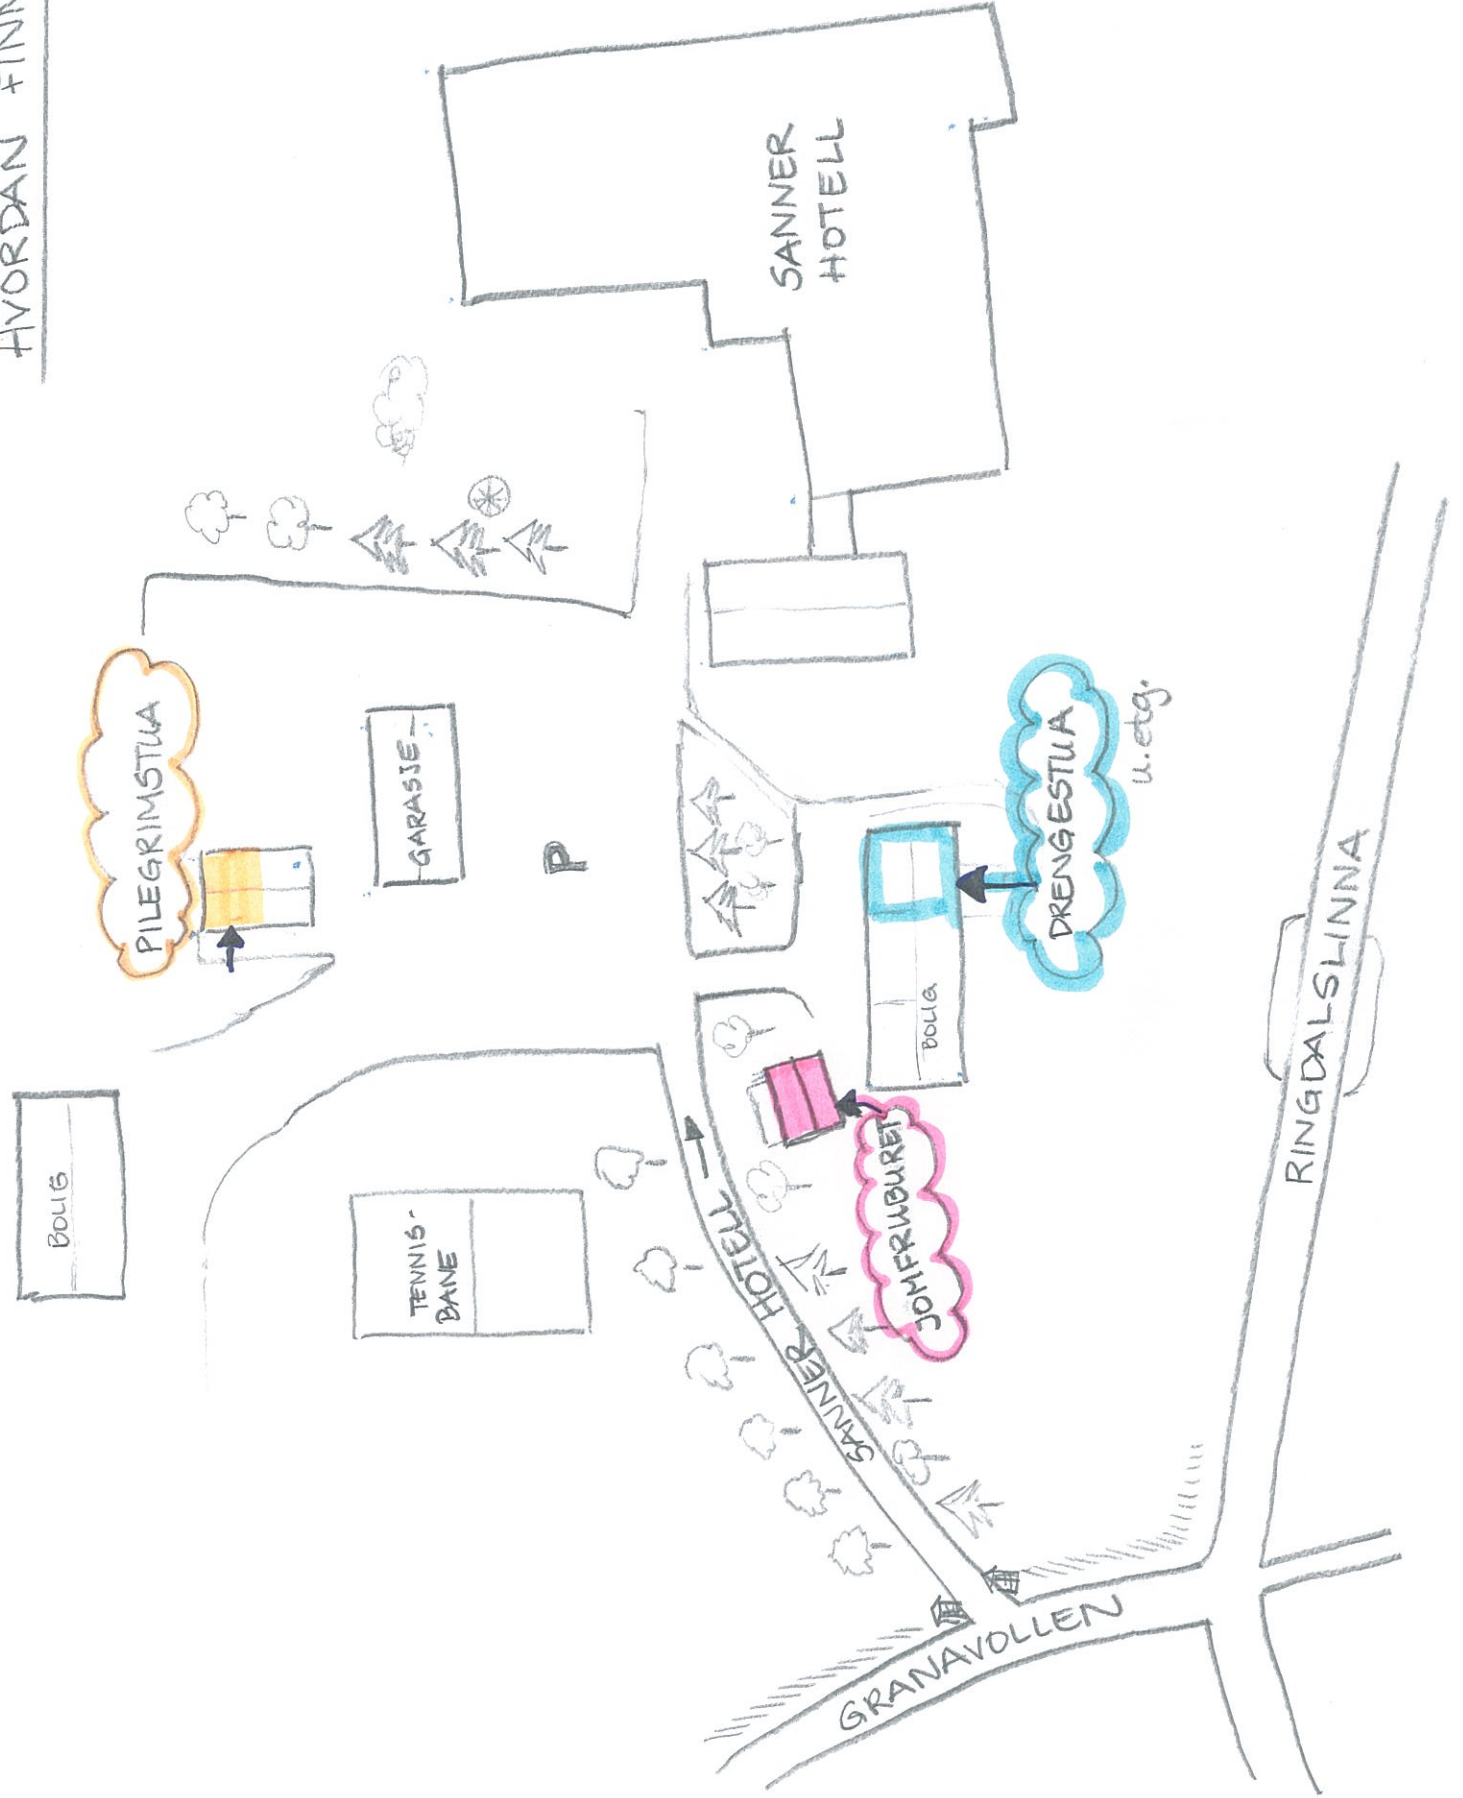 HVORDAN FINN
SANNER
HOTELL
PILEGRIMSTUA
GARASJE
P
DRENGESTUA
u. etg.
BOLIG
BOLIG
TENNIS-
BANE
JOMFRUBURET
SANNER HOTELL
GRANAVOLLEN
RINGDALSLINNA